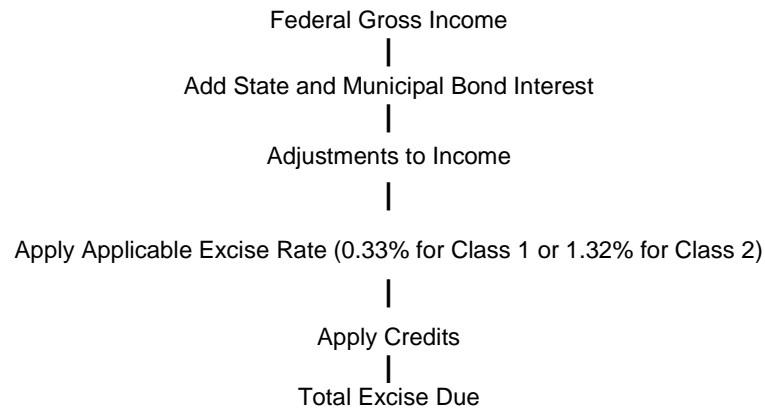 Federal Gross Income
Add State and Municipal Bond Interest
Adjustments to Income
Apply Applicable Excise Rate (0.33% for Class 1 or 1.32% for Class 2)
Apply Credits
Total Excise Due